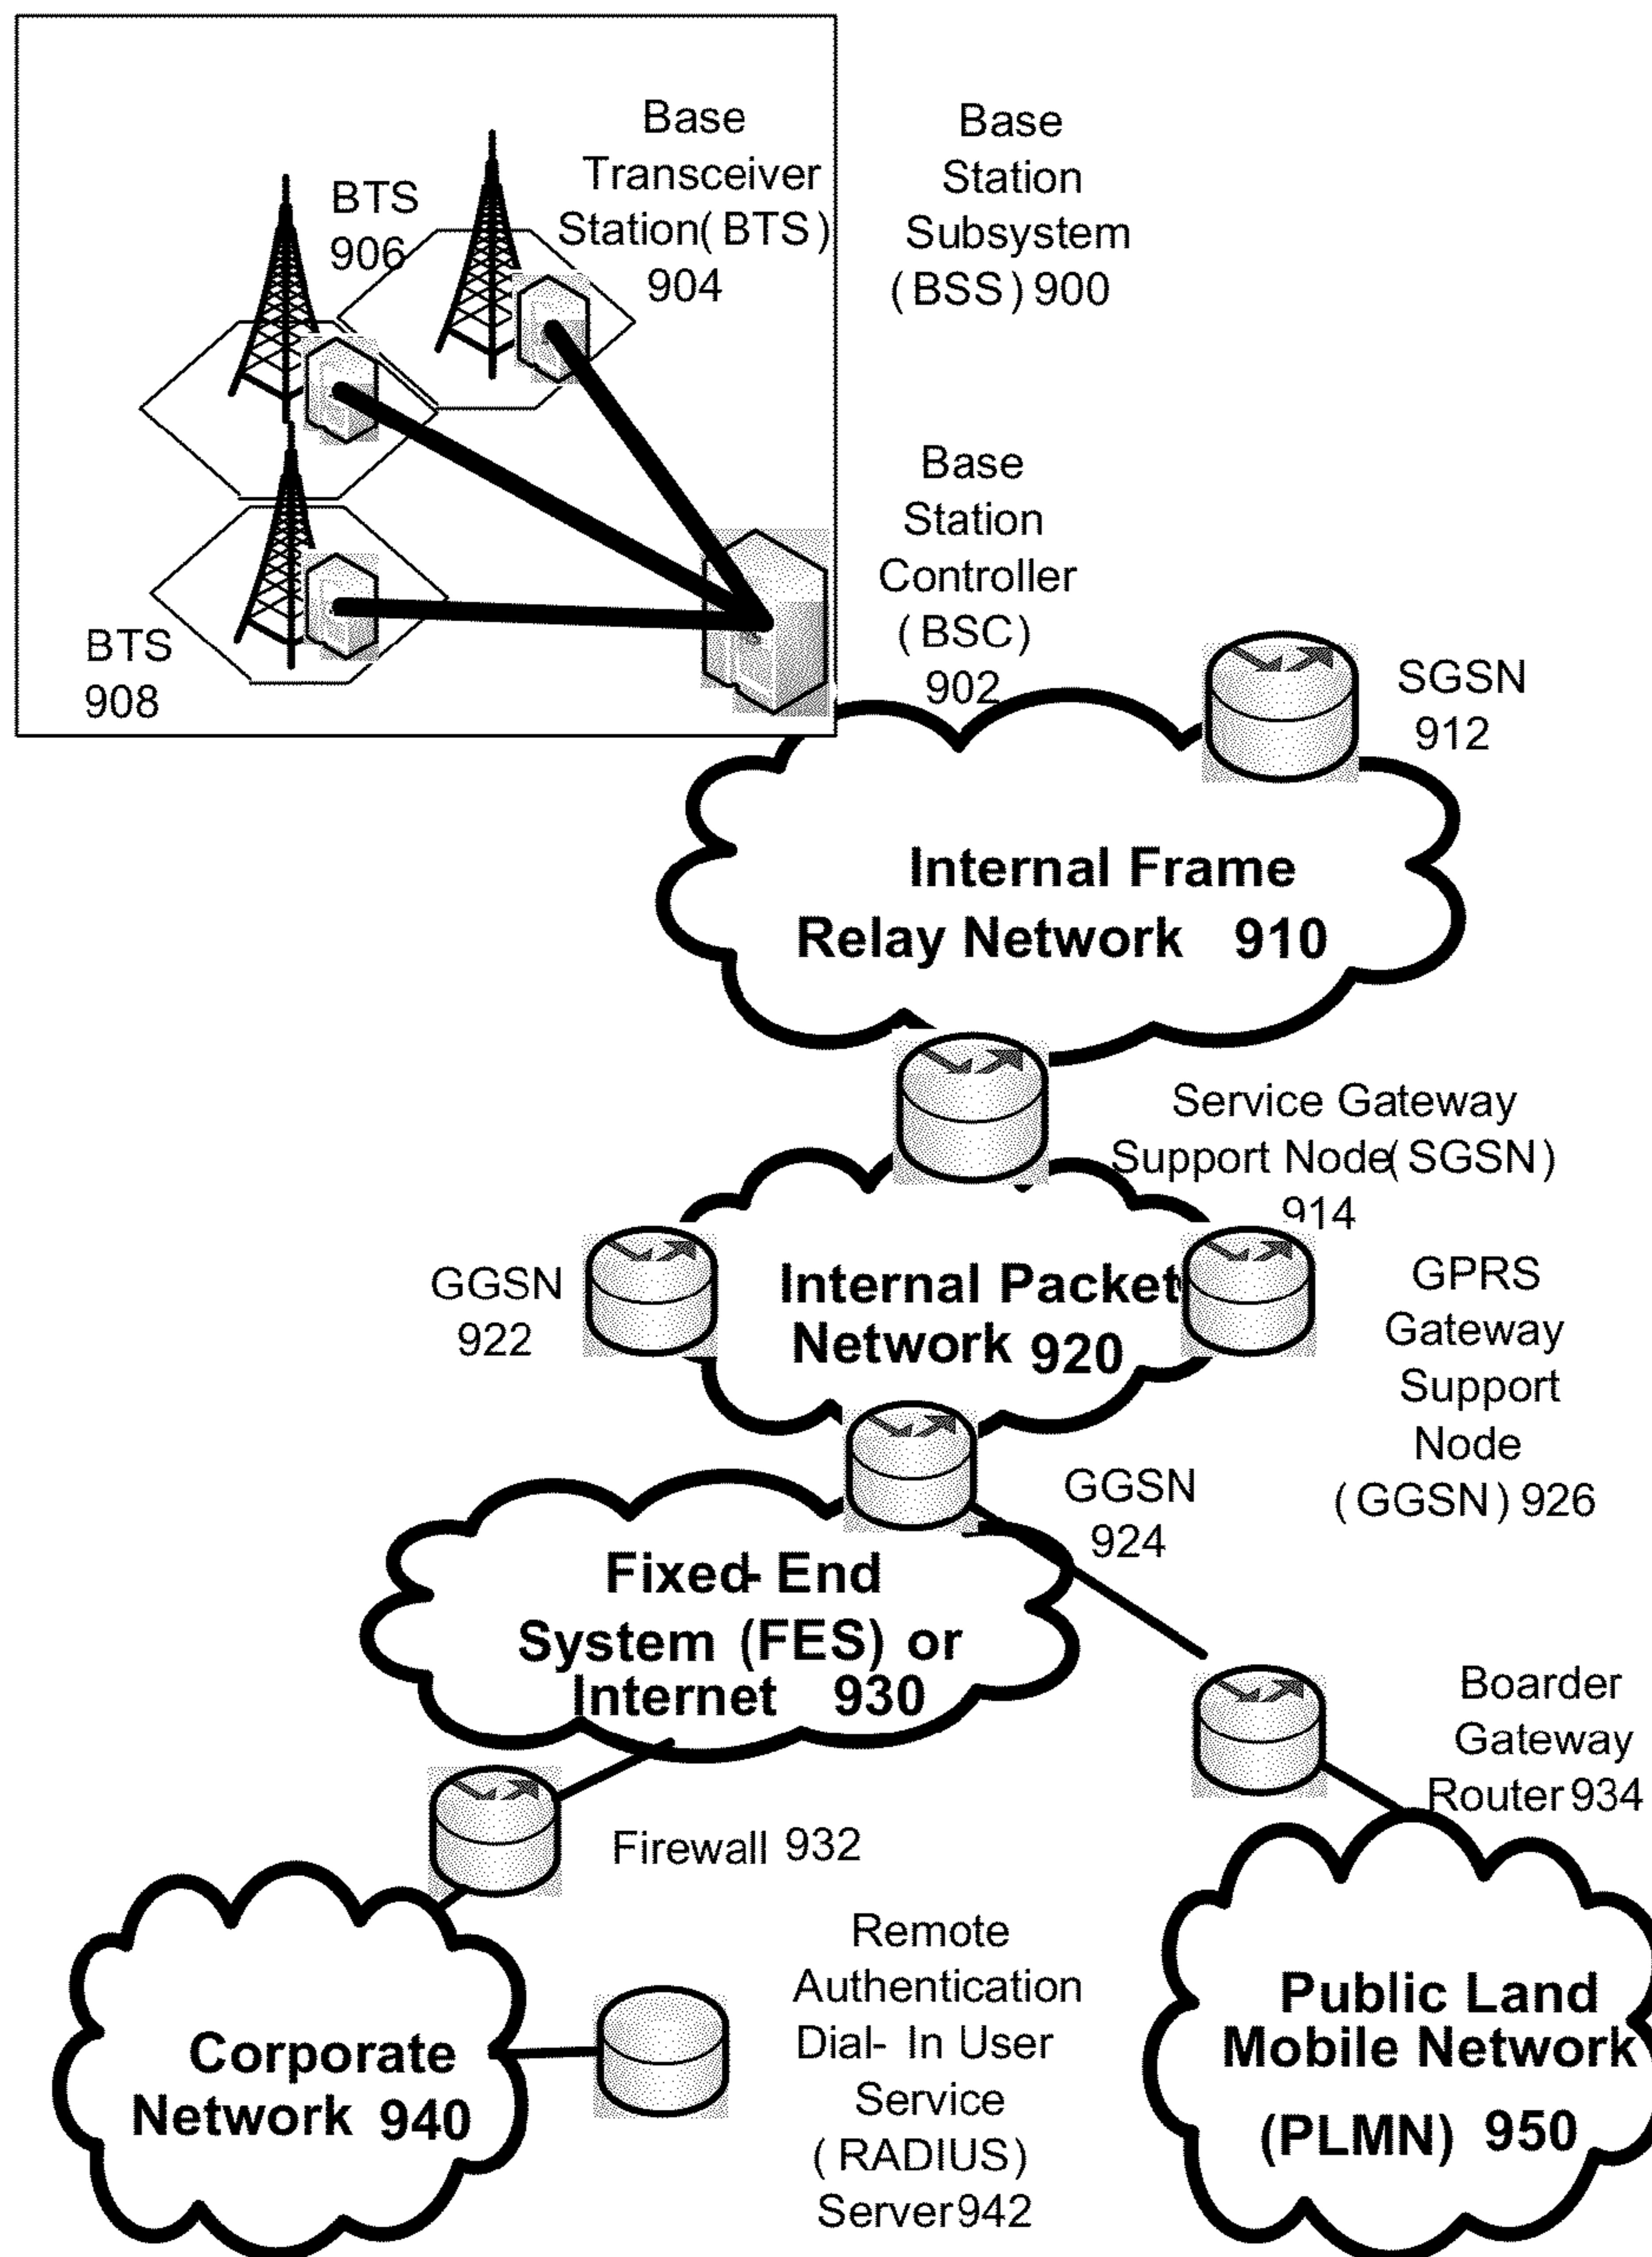 Base
Transceiver
Station( BTS )
904
BTS
906
BTS
908
Base
Station
Subsystem
( BSS ) 900
Base
Station
Controller
( BSC)
902
SGSN
912
Internal Frame
Relay Network 910
Service Gateway
Support Node( SGSN )
914
GGSN
922
Internal Packet
Network 920
GPRS
Gateway
Support
Node
( GGSN ) 926
GGSN
924
Fixed- End
System (FES) or
Internet 930
Boarder
Gateway
Router 934
Firewall 932
Corporate
Network 940
Remote
Authentication
Dial- In User
Service
( RADIUS )
Server 942
Public Land
Mobile Network
(PLMN) 950